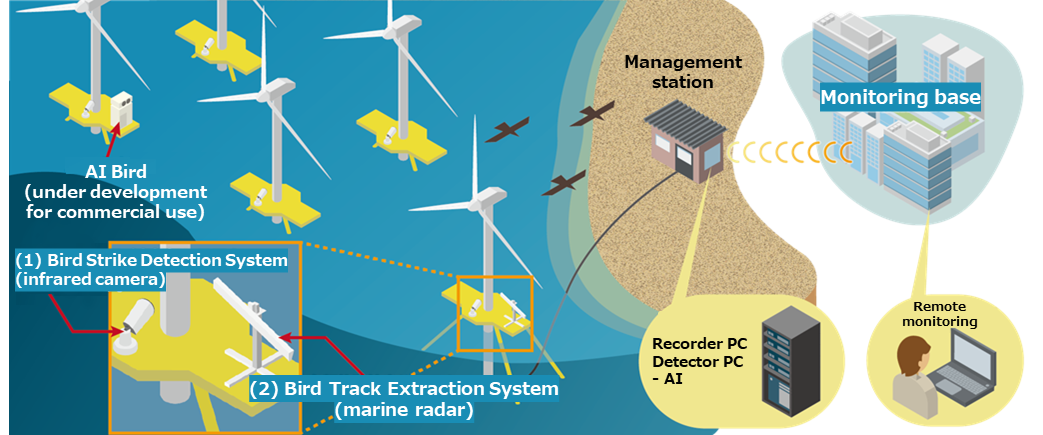 AI Bird
(under development
for commercial use)
(1) Bird Strike Detection System
(infrared camera)
(2) Bird Track Extraction System
(marine radar)
Management
station
Monitoring base
Recorder PC
Detector PC
- AI
Remote
monitoring